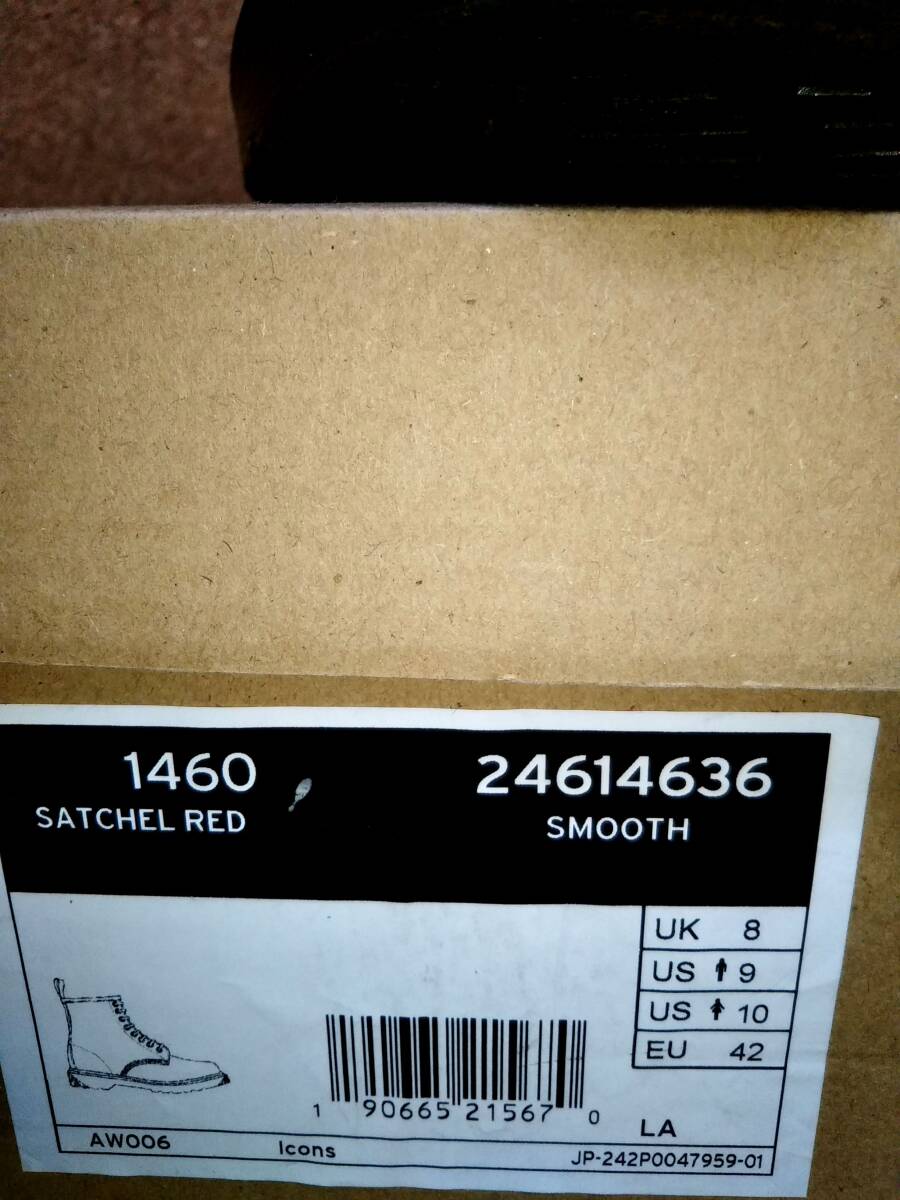 1460 24614636
SATCHEL RED SMOOTH
UK 8
US 9
US 10
EU 42
1 90665 21567 0
LA
AW006 Icons JP-242P0047959-01